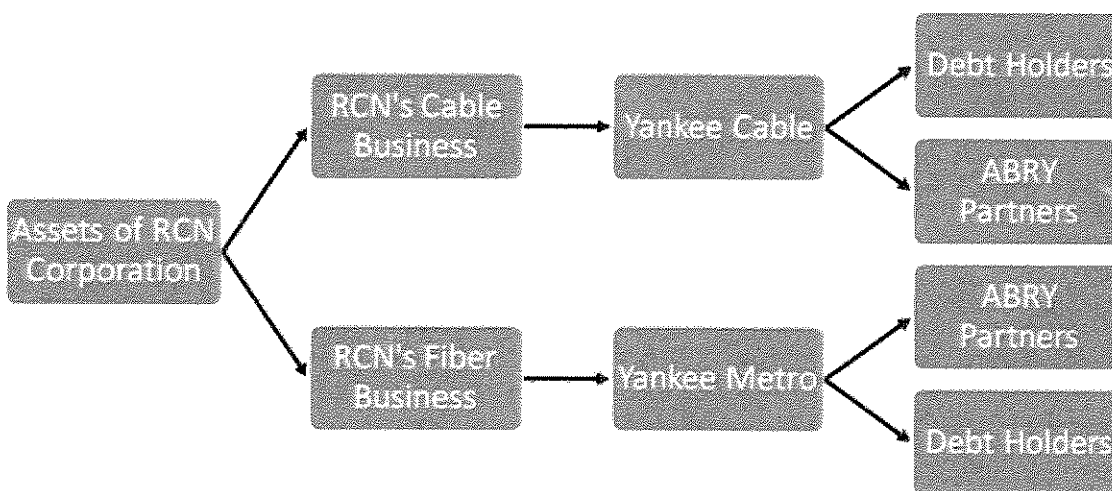 Assets of RCN
Corporation
RCN's Cable
Business
Yankee Cable
Debt Holders
ABRY
Partners
RCN's Fiber
Business
Yankee Metro
ABRY
Partners
Debt Holders